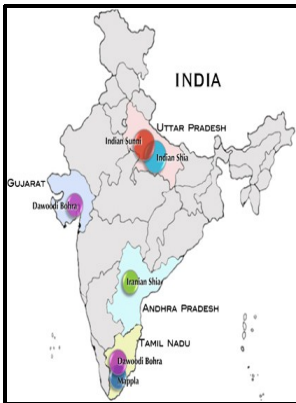 INDIA
UTTAR PRADESH
Indian Sunni
Indian Shia
GUJARAT
Dawoodi Bohra
Iranian Shia
ANDHRA PRADESH
TAMIL NADU
Dawoodi Bohra
Mappla